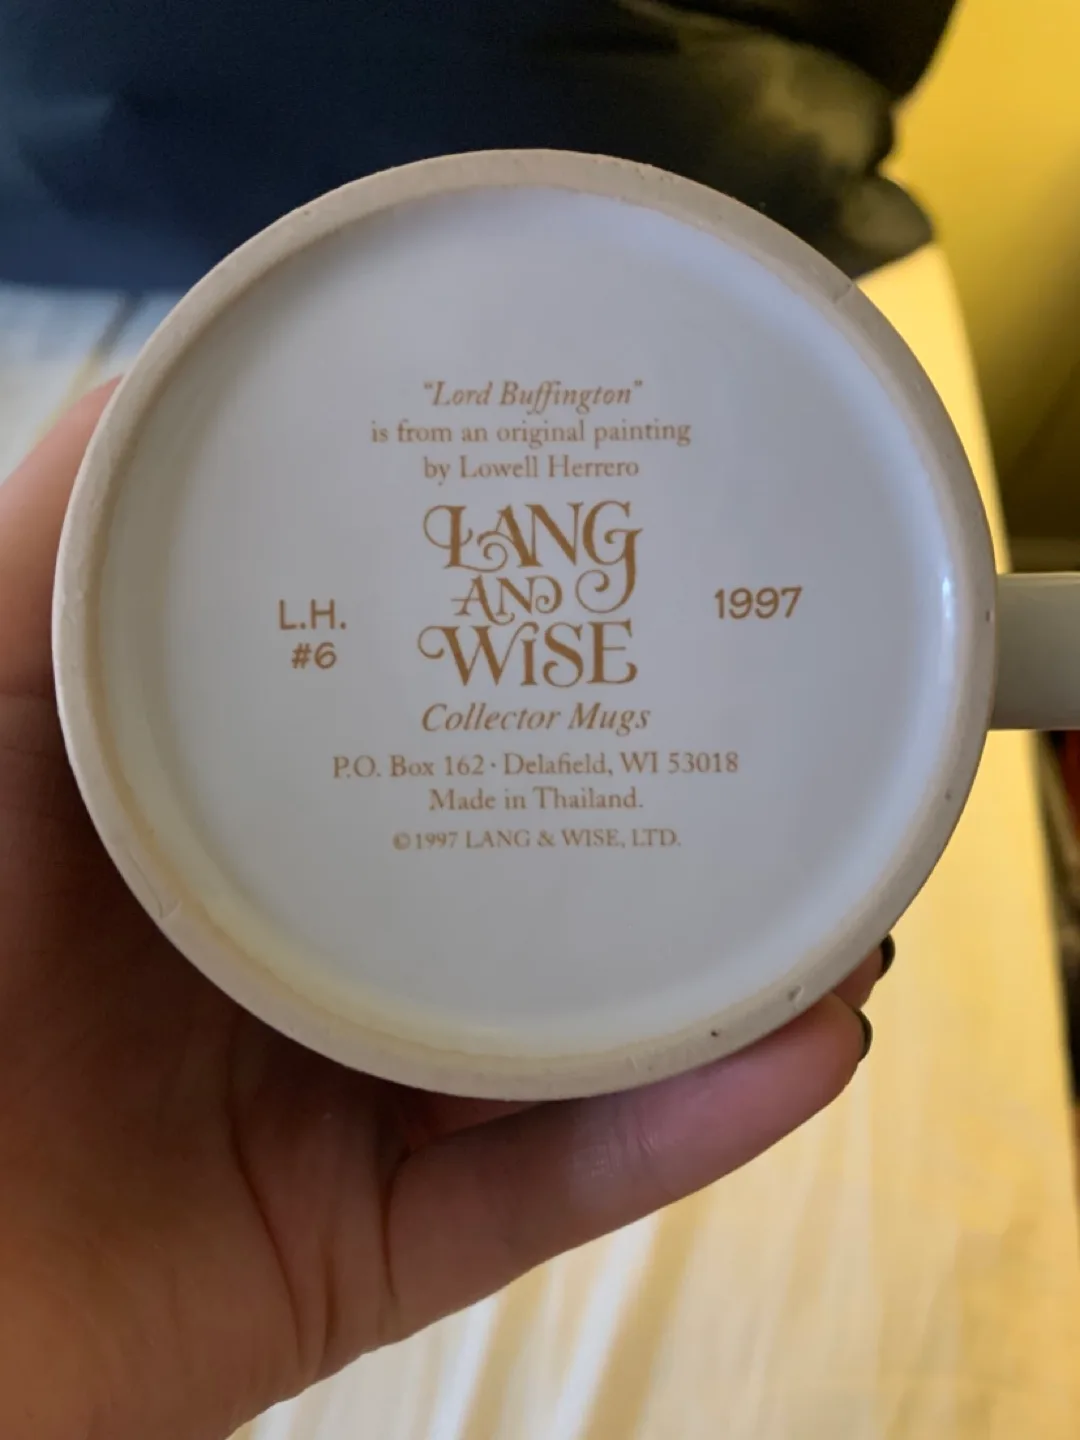 "Lord Buffington"
is from an original painting
by Lowell Herrero
LANG
AND
WISE
L.H.
#6
1997
Collector Mugs
P.O. Box 162 · Delafield, WI 53018
Made in Thailand.
©1997 LANG & WISE, LTD.